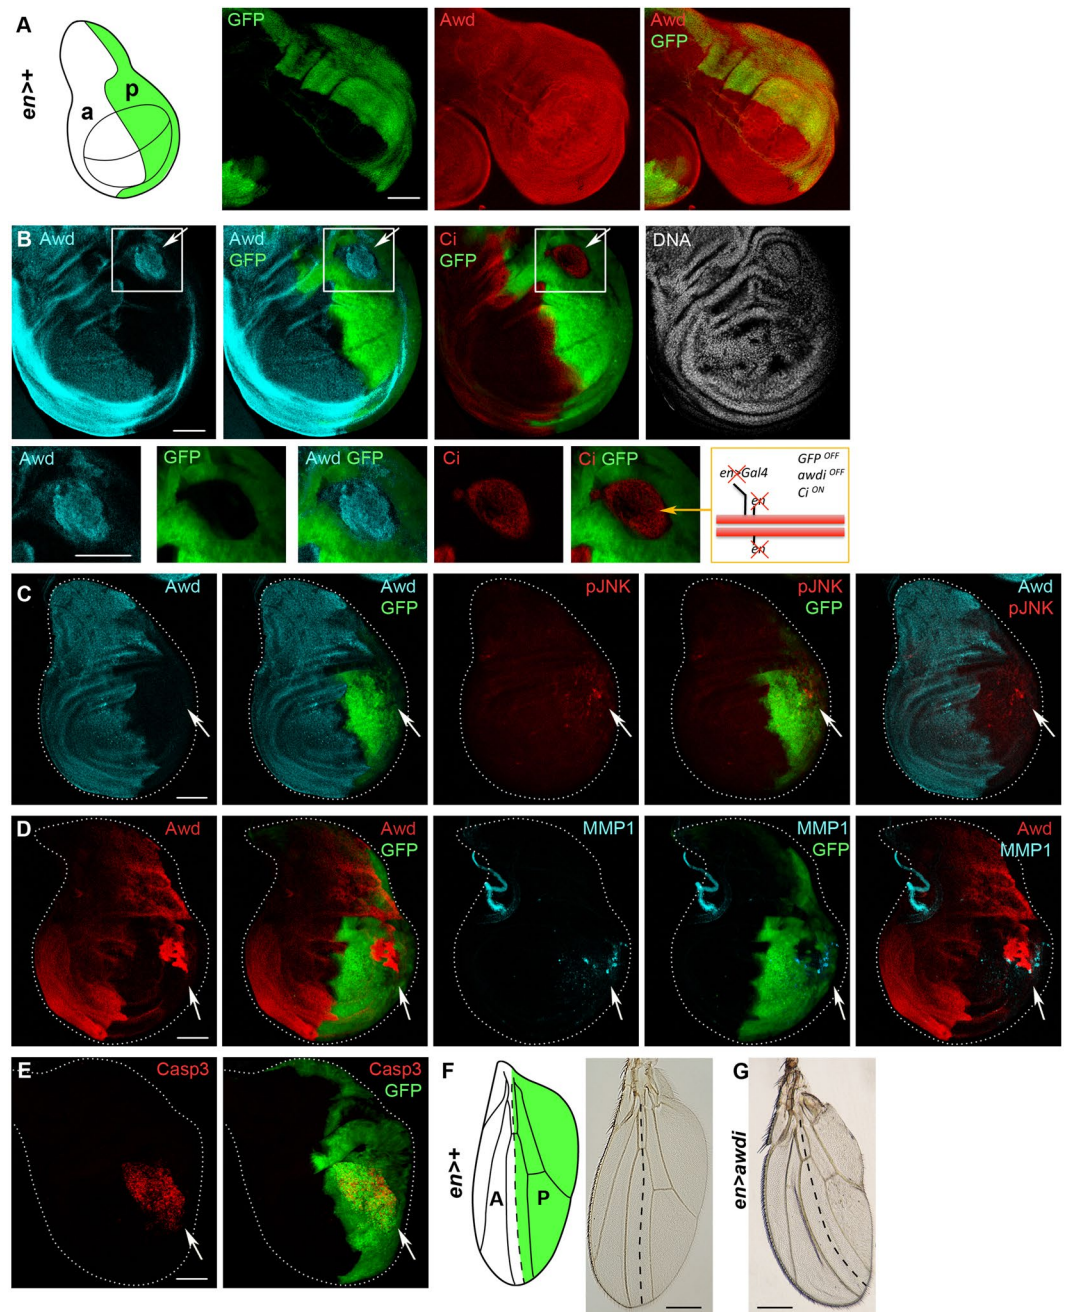 A
en>+
a
p
GFP
Awd
Awd
GFP
B
Awd
Awd
GFP
Ci
GFP
DNA
Awd
GFP
Awd GFP
Ci
Ci GFP
en>Gal4
en
en
GFP OFF
awdi OFF
Ci ON
C
Awd
Awd
GFP
pJNK
pJNK
GFP
Awd
pJNK
D
Awd
Awd
GFP
MMP1
MMP1
GFP
Awd
MMP1
E
Casp3
Casp3
GFP
F
en>+
A
P
G
en>awdi